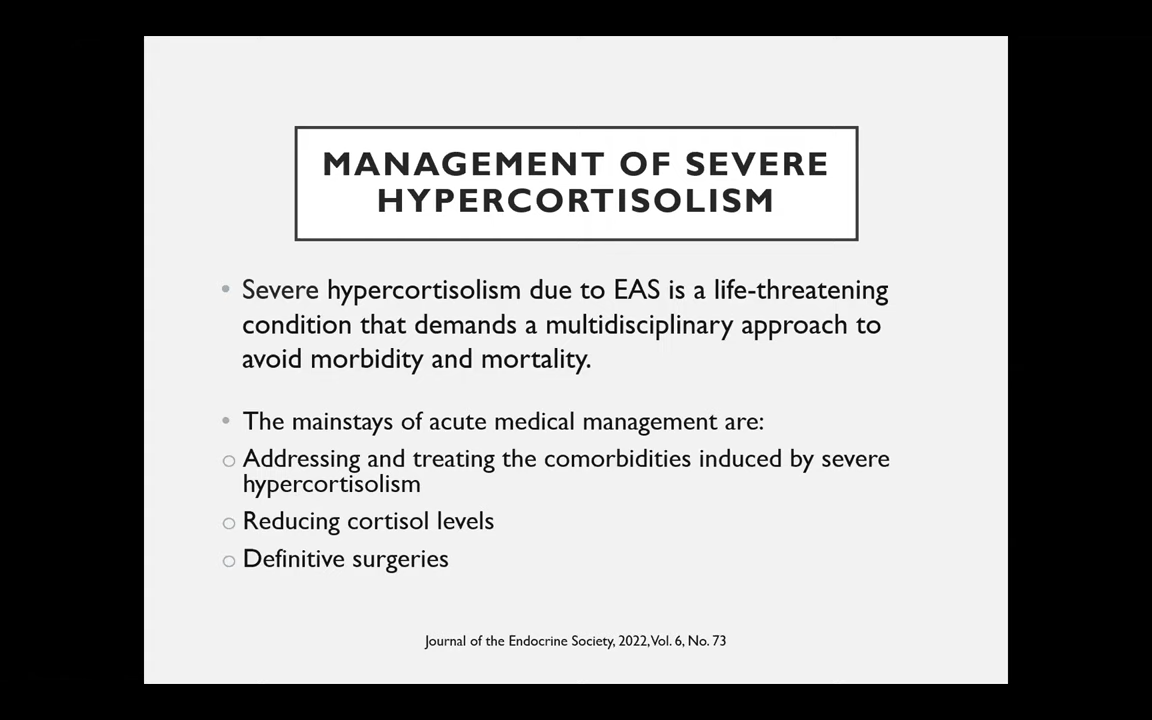 MANAGEMENT OF SEVERE
HYPERCORTISOLISM
• Severe hypercortisolism due to EAS is a life-threatening
condition that demands a multidisciplinary approach to
avoid morbidity and mortality.
• The mainstays of acute medical management are:
○ Addressing and treating the comorbidities induced by severe
hypercortisolism
○ Reducing cortisol levels
○ Definitive surgeries
Journal of the Endocrine Society, 2022, Vol. 6, No. 73